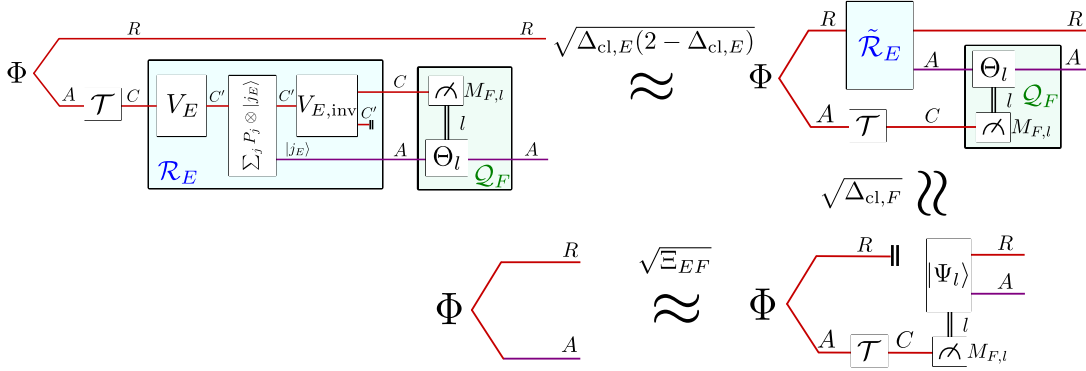 R
Φ A 𝒯 C V_E C' ∑_j P_j ⊗ |j_E⟩ C' V_{E,inv} C C' M_{F,l}
l
|j_E⟩ A Θ_l A
ℛ_E 𝒬_F
√Δ_{cl,E}(2 − Δ_{cl,E})
≈
R ℛ̃_E R
Φ A Θ_l A
l 𝒬_F
A 𝒯 C M_{F,l}
√Δ_{cl,F} ≈
R
Φ
A
√Ξ_{EF}
≈
R |Ψ_l⟩ R
Φ A
l
A 𝒯 C M_{F,l}